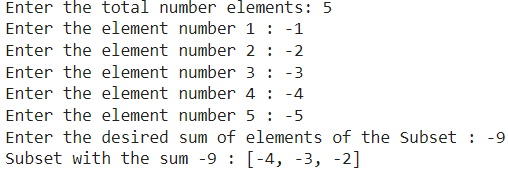 Enter the total number elements: 5
Enter the element number 1 : -1
Enter the element number 2 : -2
Enter the element number 3 : -3
Enter the element number 4 : -4
Enter the element number 5 : -5
Enter the desired sum of elements of the Subset : -9
Subset with the sum -9 : [-4, -3, -2]